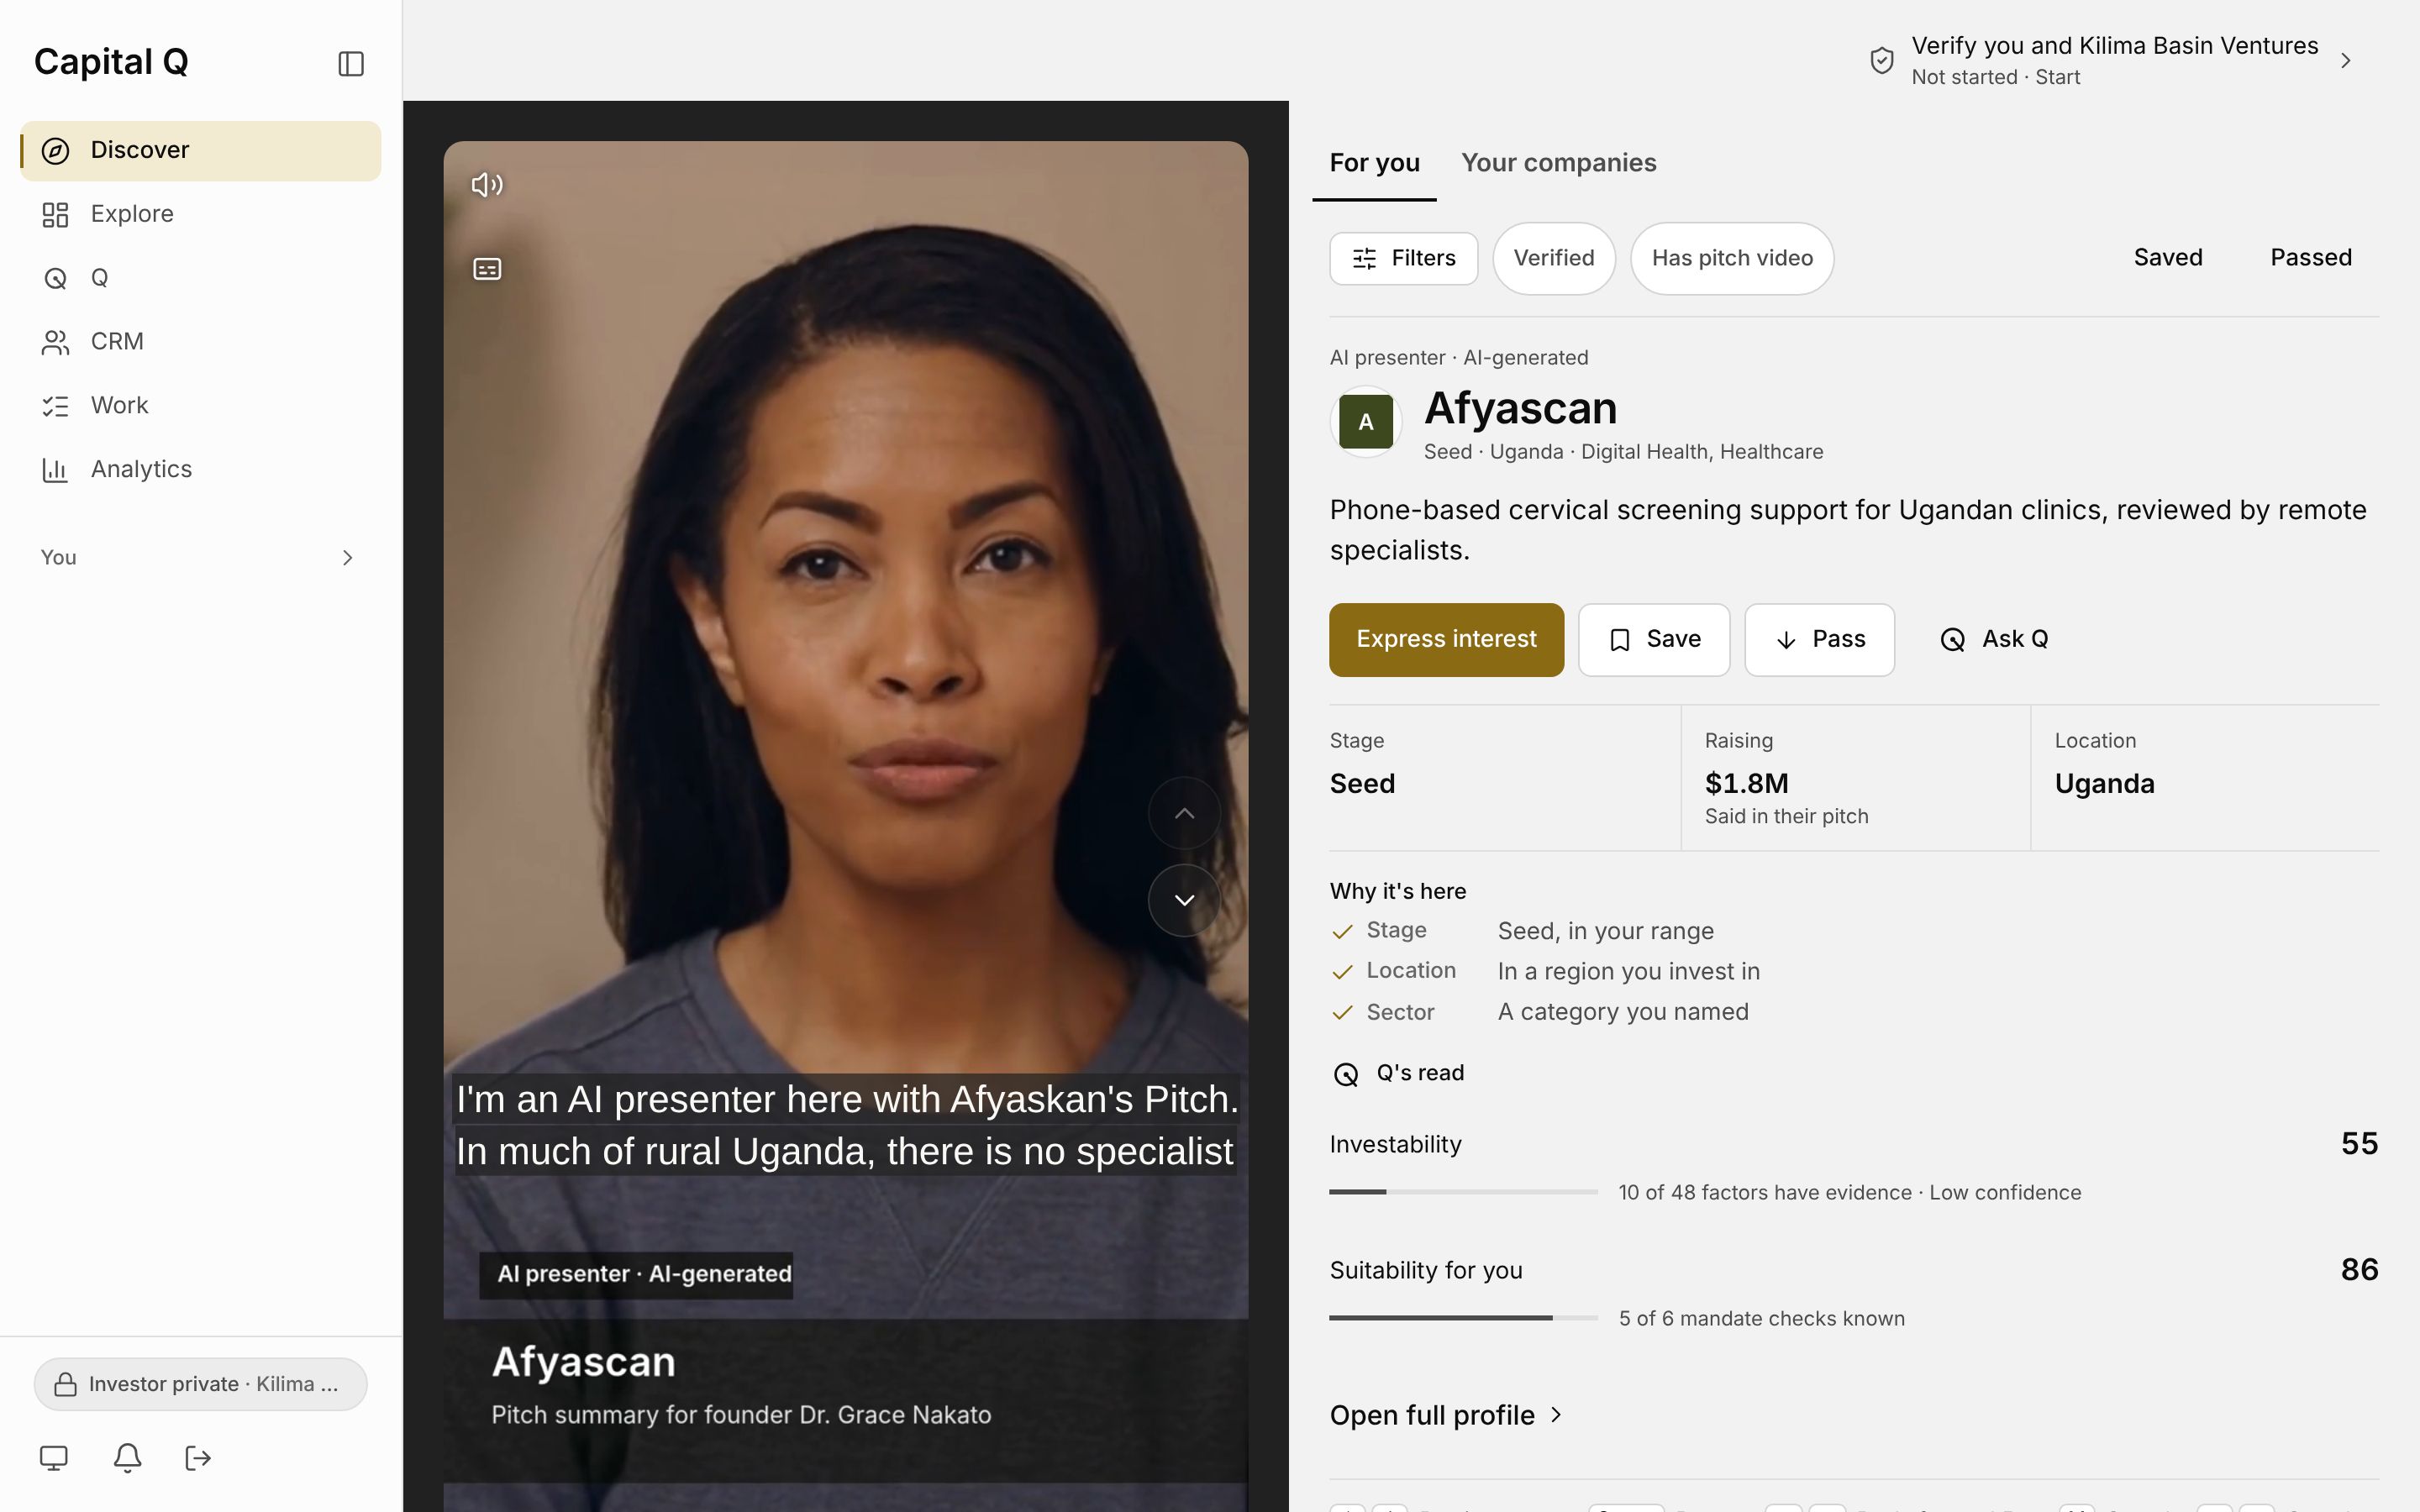 Capital Q
Discover
Explore
Q
CRM
Work
Analytics
You
Investor private · Kilima ...
Verify you and Kilima Basin Ventures
Not started · Start
I'm an AI presenter here with Afyaskan's Pitch.
In much of rural Uganda, there is no specialist
AI presenter · AI-generated
Afyascan
Pitch summary for founder Dr. Grace Nakato
For you
Your companies
Filters
Verified
Has pitch video
Saved
Passed
AI presenter · AI-generated
A
Afyascan
Seed · Uganda · Digital Health, Healthcare
Phone-based cervical screening support for Ugandan clinics, reviewed by remote
specialists.
Express interest
Save
Pass
Ask Q
Stage
Seed
Raising
$1.8M
Said in their pitch
Location
Uganda
Why it's here
Stage Seed, in your range
Location In a region you invest in
Sector A category you named
Q's read
Investability 55
10 of 48 factors have evidence · Low confidence
Suitability for you 86
5 of 6 mandate checks known
Open full profile